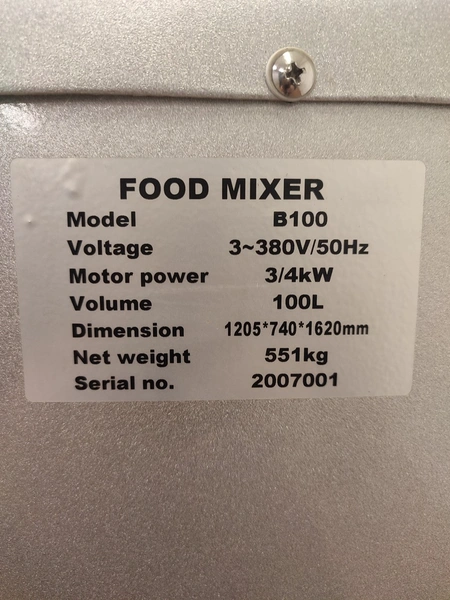 FOOD MIXER
Model B100
Voltage 3~380V/50Hz
Motor power 3/4kW
Volume 100L
Dimension 1205*740*1620mm
Net weight 551kg
Serial no. 2007001